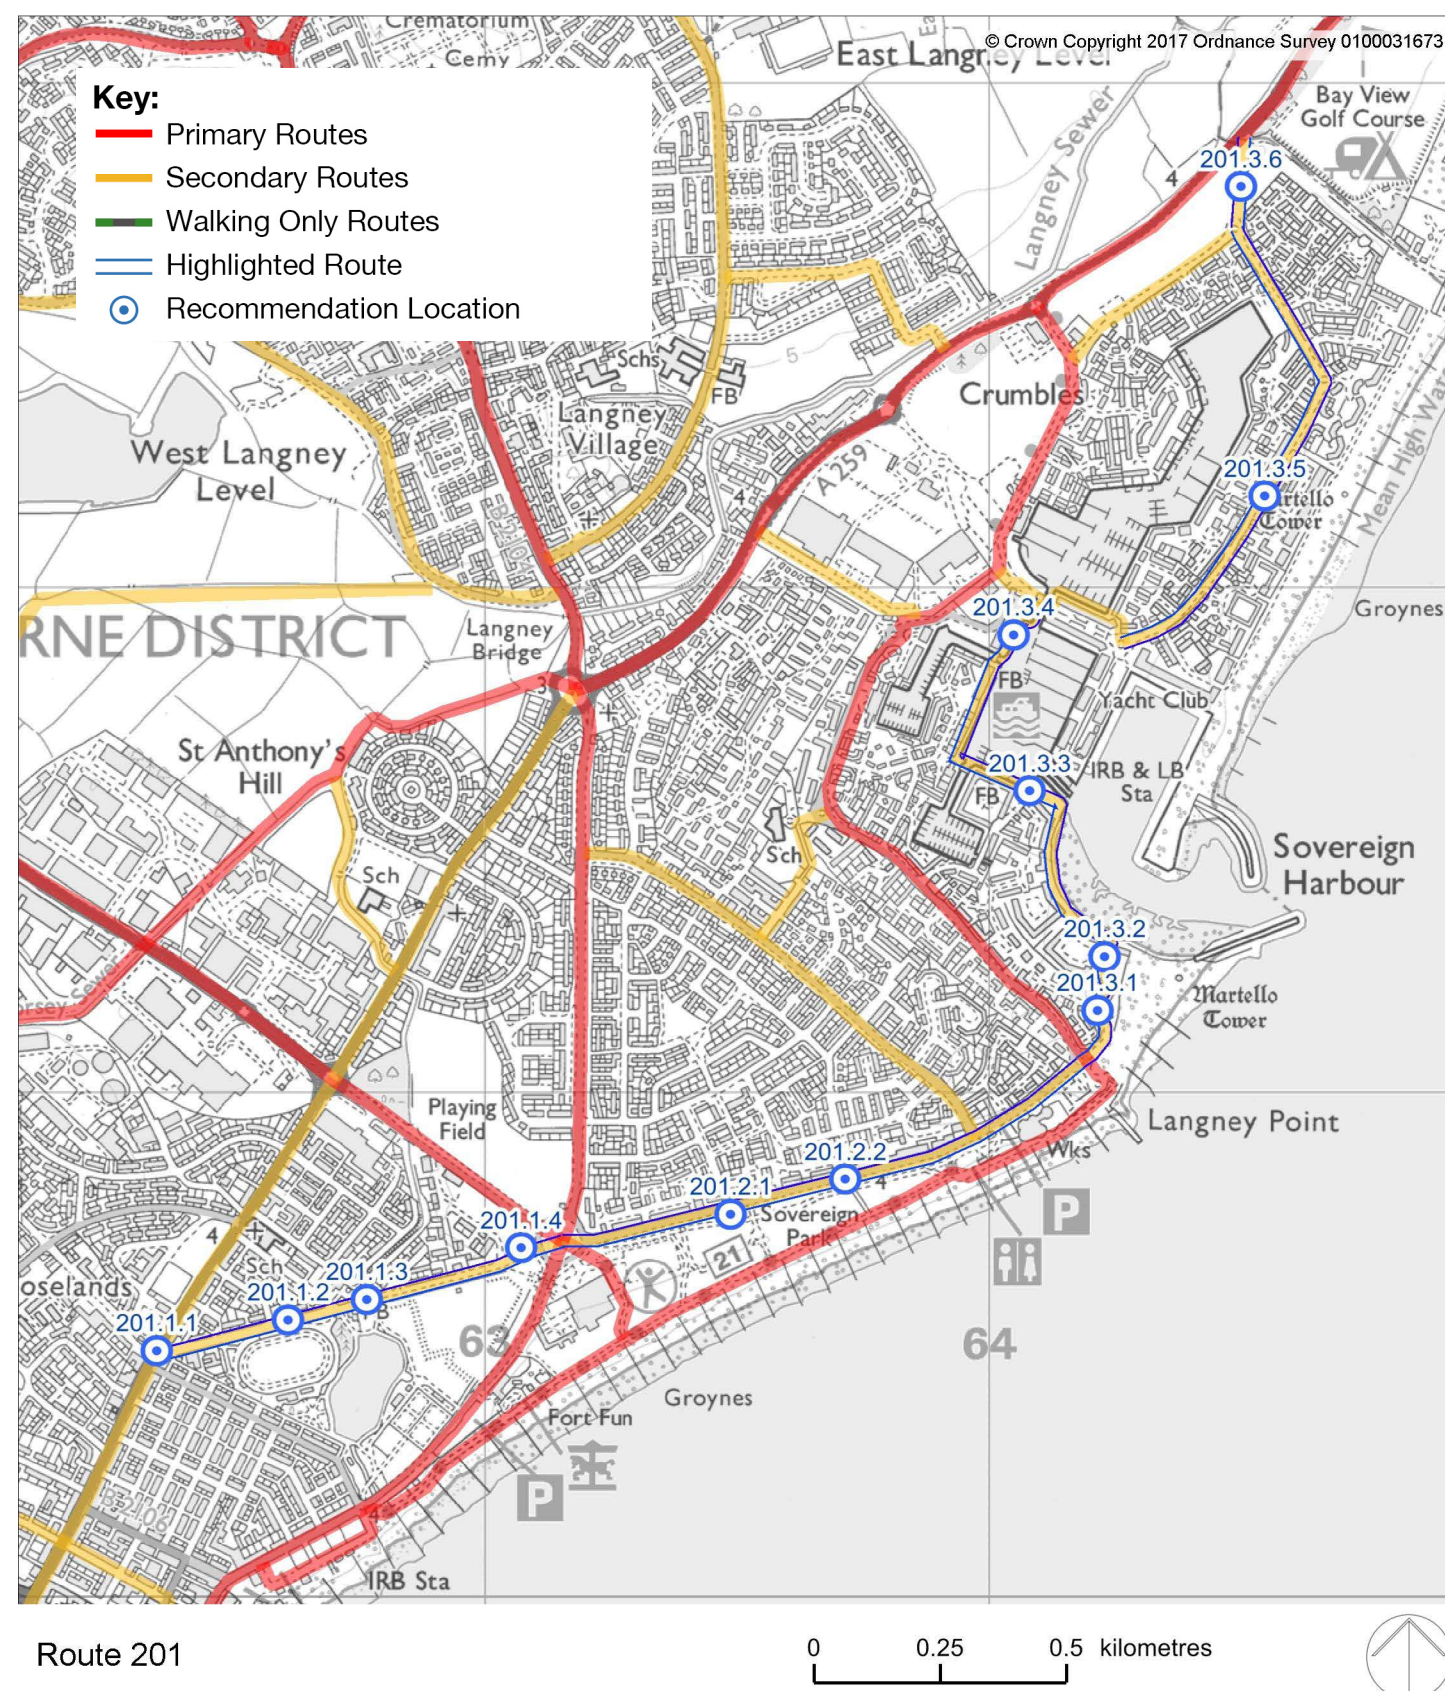 Crematorium
Cemy
East Langney Level
© Crown Copyright 2017 Ordnance Survey 0100031673
Key:
Primary Routes
Secondary Routes
Walking Only Routes
Highlighted Route
Recommendation Location
Bay View
Golf Course
201.3.6
4
Langney Sewer
5
Schs
FB
Crumbles
Langney
Village
West Langney
Level
A 259
4
201.3.5
Tower
Mean High Wat
Groynes
RNE DISTRICT
Langney
Bridge
201.3.4
3
FB
Yacht Club
St Anthony's
Hill
201.3.3
IRB & LB
Sta
FB
Sch
Sch
Sovereign
Harbour
201.3.2
201.3.1
Martello
Tower
Playing
Field
Langney Point
Wks
201.2.2
4
201.2.1
Sovereign
Park
P
201.1.4
4
21
Sch
oselands
201.1.3
201.1.2
201.1.1
63
64
Groynes
Fort Fun
P
B 2106
4
IRB Sta
Route 201
0 0.25 0.5 kilometres